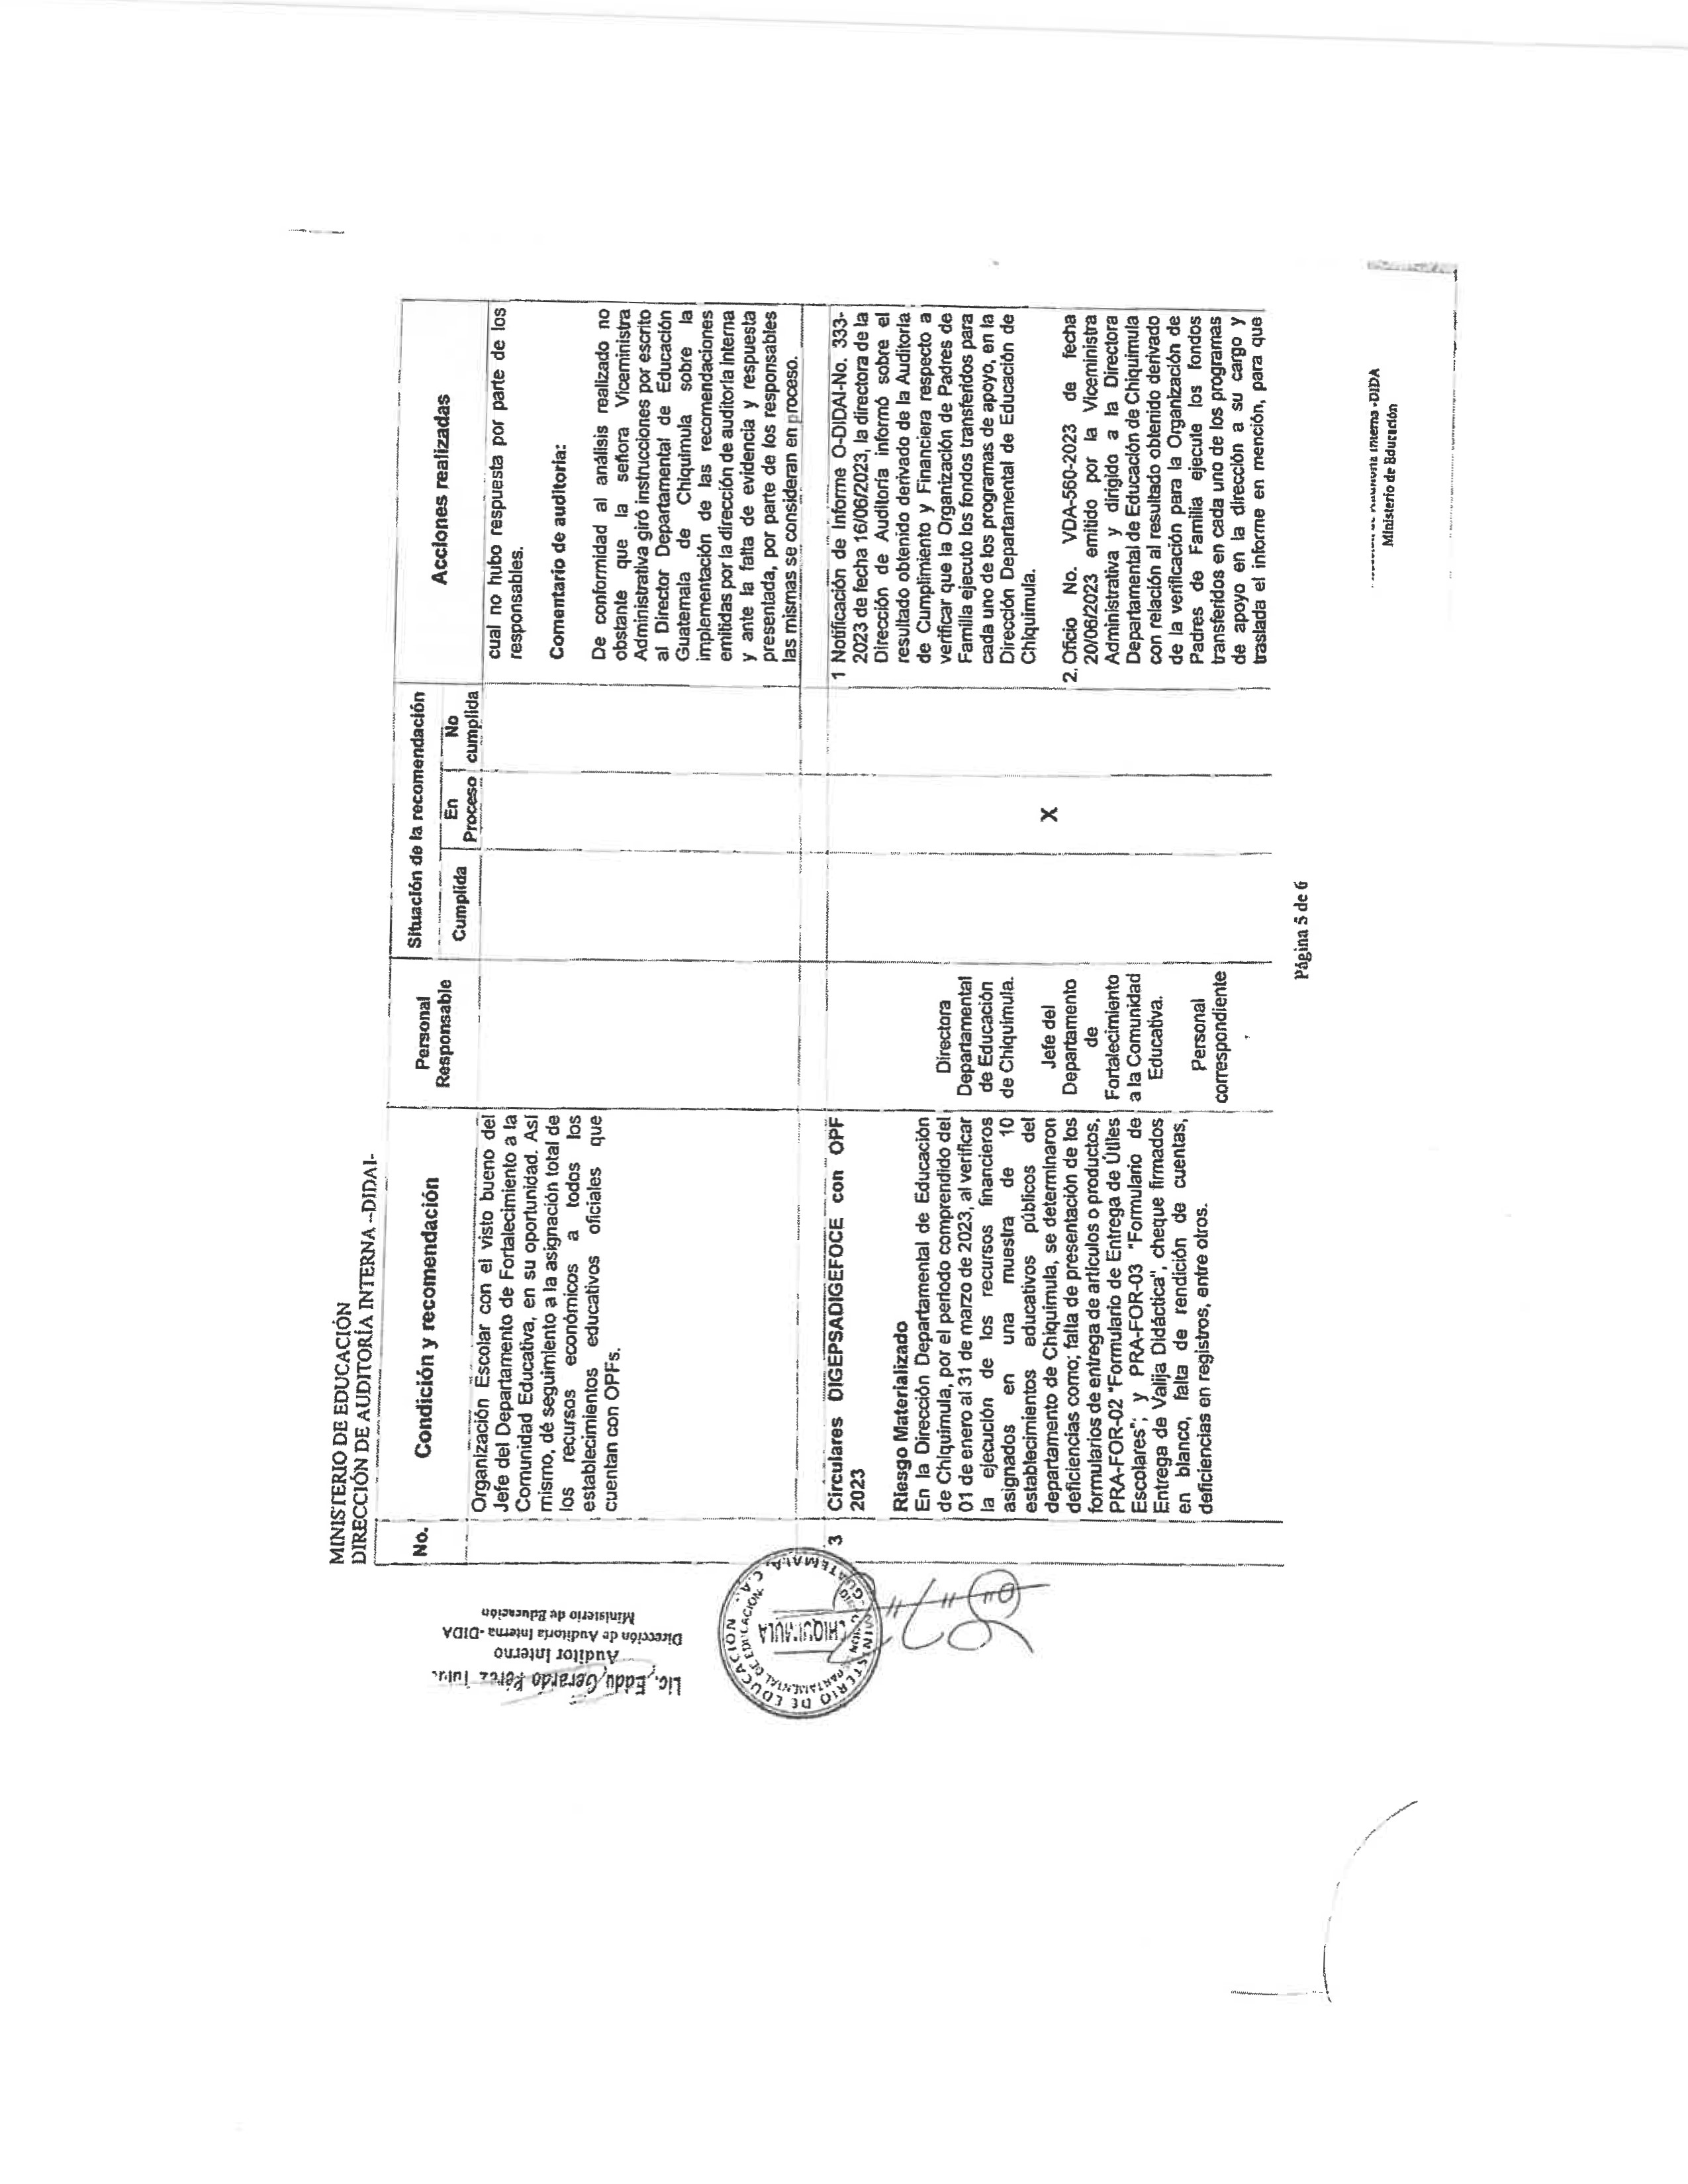 MINISTERIO DE EDUCACIÓN
DIRECCIÓN DE AUDITORÍA INTERNA –DIDAI-
No.
Condición y recomendación
Personal
Responsable
Situación de la recomendación
Cumplida
En
Proceso
No
cumplida
Acciones realizadas
Organización Escolar con el visto bueno del
Jefe del Departamento de Fortalecimiento a la
Comunidad Educativa, en su oportunidad. Así
mismo, dé seguimiento a la asignación total de
los recursos económicos a todos los
establecimientos educativos oficiales que
cuentan con OPFs.
cual no hubo respuesta por parte de los
responsables.
Comentario de auditoria:
De conformidad al análisis realizado no
obstante que la señora Viceministra
Administrativa giró instrucciones por escrito
al Director Departamental de Educación
Guatemala de Chiquimula sobre la
implementación de las recomendaciones
emitidas por la dirección de auditoría Interna
y ante la falta de evidencia y respuesta
presentada, por parte de los responsables
las mismas se consideran en proceso.
3
Circulares DIGEPSADIGEFOCE con OPF
2023
Riesgo Materializado
En la Dirección Departamental de Educación
de Chiquimula, por el período comprendido del
01 de enero al 31 de marzo de 2023, al verificar
la ejecución de los recursos financieros
asignados en una muestra de 10
establecimientos educativos públicos del
departamento de Chiquimula, se determinaron
deficiencias como; falta de presentación de los
formularios de entrega de artículos o productos,
PRA-FOR-02 "Formulario de Entrega de Útiles
Escolares"; y PRA-FOR-03 "Formulario de
Entrega de Valija Didáctica", cheque firmados
en blanco, falta de rendición de cuentas,
deficiencias en registros, entre otros.
Directora
Departamental
de Educación
de Chiquimula.
Jefe del
Departamento
de
Fortalecimiento
a la Comunidad
Educativa.
Personal
correspondiente
X
1 Notificación de Informe O-DIDAI-No. 333-
2023 de fecha 16/06/2023, la directora de la
Dirección de Auditoría informó sobre el
resultado obtenido derivado de la Auditoría
de Cumplimiento y Financiera respecto a
verificar que la Organización de Padres de
Familia ejecuto los fondos transferidos para
cada uno de los programas de apoyo, en la
Dirección Departamental de Educación de
Chiquimula.
2. Oficio No. VDA-560-2023 de fecha
20/06/2023 emitido por la Viceministra
Administrativa y dirigido a la Directora
Departamental de Educación de Chiquimula
con relación al resultado obtenido derivado
de la verificación para la Organización de
Padres de Familia ejecute los fondos
transferidos en cada uno de los programas
de apoyo en la dirección a su cargo y
traslada el informe en mención, para que
Página 5 de 6
Lic. Eddy Gerardo Pérez
Auditor Interno
Dirección de Auditoria Interna -DIDA
Ministerio de Educación
MINISTERIO DE EDUCACIÓN
DEPARTAMENTAL DE EDUCACIÓN
CHIQUIMULA
GUATEMALA, C.A.
Interna -DIDA
Ministerio de Educación